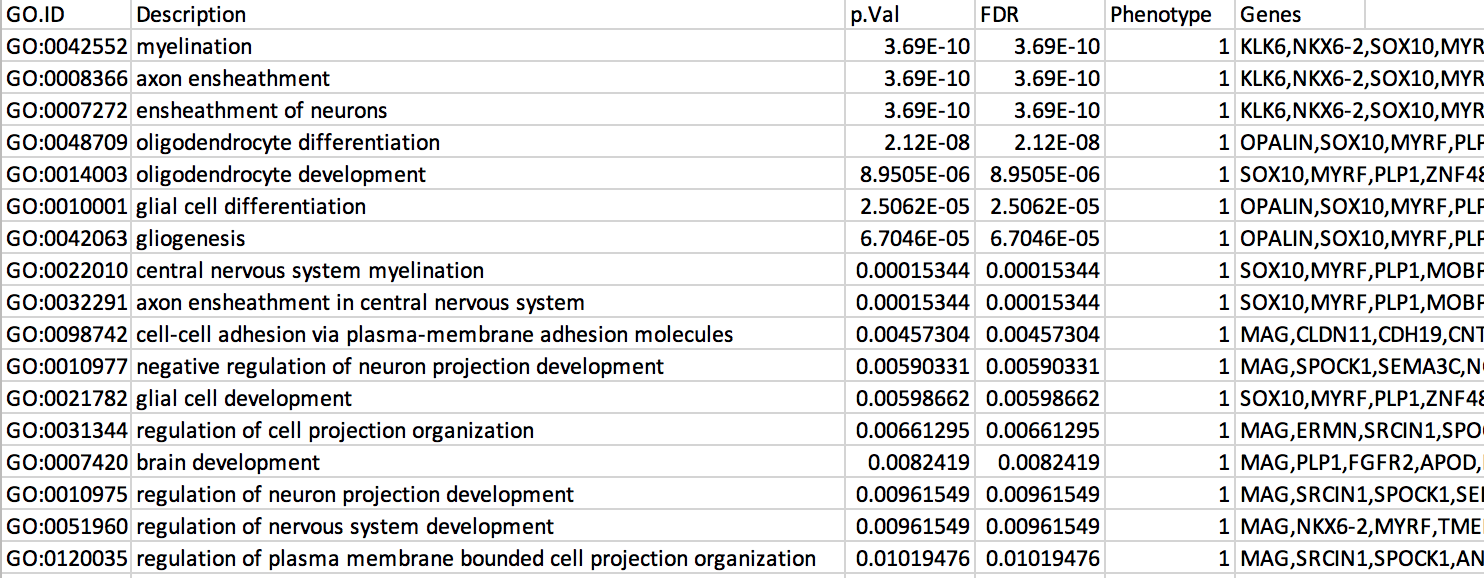 GO.ID Description p.Val FDR Phenotype Genes
GO:0042552 myelination 3.69E-10 3.69E-10 1 KLK6,NKX6-2,SOX10,MYR
GO:0008366 axon ensheathment 3.69E-10 3.69E-10 1 KLK6,NKX6-2,SOX10,MYR
GO:0007272 ensheathment of neurons 3.69E-10 3.69E-10 1 KLK6,NKX6-2,SOX10,MYR
GO:0048709 oligodendrocyte differentiation 2.12E-08 2.12E-08 1 OPALIN,SOX10,MYRF,PLP
GO:0014003 oligodendrocyte development 8.9505E-06 8.9505E-06 1 SOX10,MYRF,PLP1,ZNF48
GO:0010001 glial cell differentiation 2.5062E-05 2.5062E-05 1 OPALIN,SOX10,MYRF,PLP
GO:0042063 gliogenesis 6.7046E-05 6.7046E-05 1 OPALIN,SOX10,MYRF,PLP
GO:0022010 central nervous system myelination 0.00015344 0.00015344 1 SOX10,MYRF,PLP1,MOBP
GO:0032291 axon ensheathment in central nervous system 0.00015344 0.00015344 1 SOX10,MYRF,PLP1,MOBP
GO:0098742 cell-cell adhesion via plasma-membrane adhesion molecules 0.00457304 0.00457304 1 MAG,CLDN11,CDH19,CNT
GO:0010977 negative regulation of neuron projection development 0.00590331 0.00590331 1 MAG,SPOCK1,SEMA3C,N
GO:0021782 glial cell development 0.00598662 0.00598662 1 SOX10,MYRF,PLP1,ZNF48
GO:0031344 regulation of cell projection organization 0.00661295 0.00661295 1 MAG,ERMN,SRCIN1,SPO
GO:0007420 brain development 0.0082419 0.0082419 1 MAG,PLP1,FGFR2,APOD,
GO:0010975 regulation of neuron projection development 0.00961549 0.00961549 1 MAG,SRCIN1,SPOCK1,SE
GO:0051960 regulation of nervous system development 0.00961549 0.00961549 1 MAG,NKX6-2,MYRF,TME
GO:0120035 regulation of plasma membrane bounded cell projection organization 0.01019476 0.01019476 1 MAG,SRCIN1,SPOCK1,AN